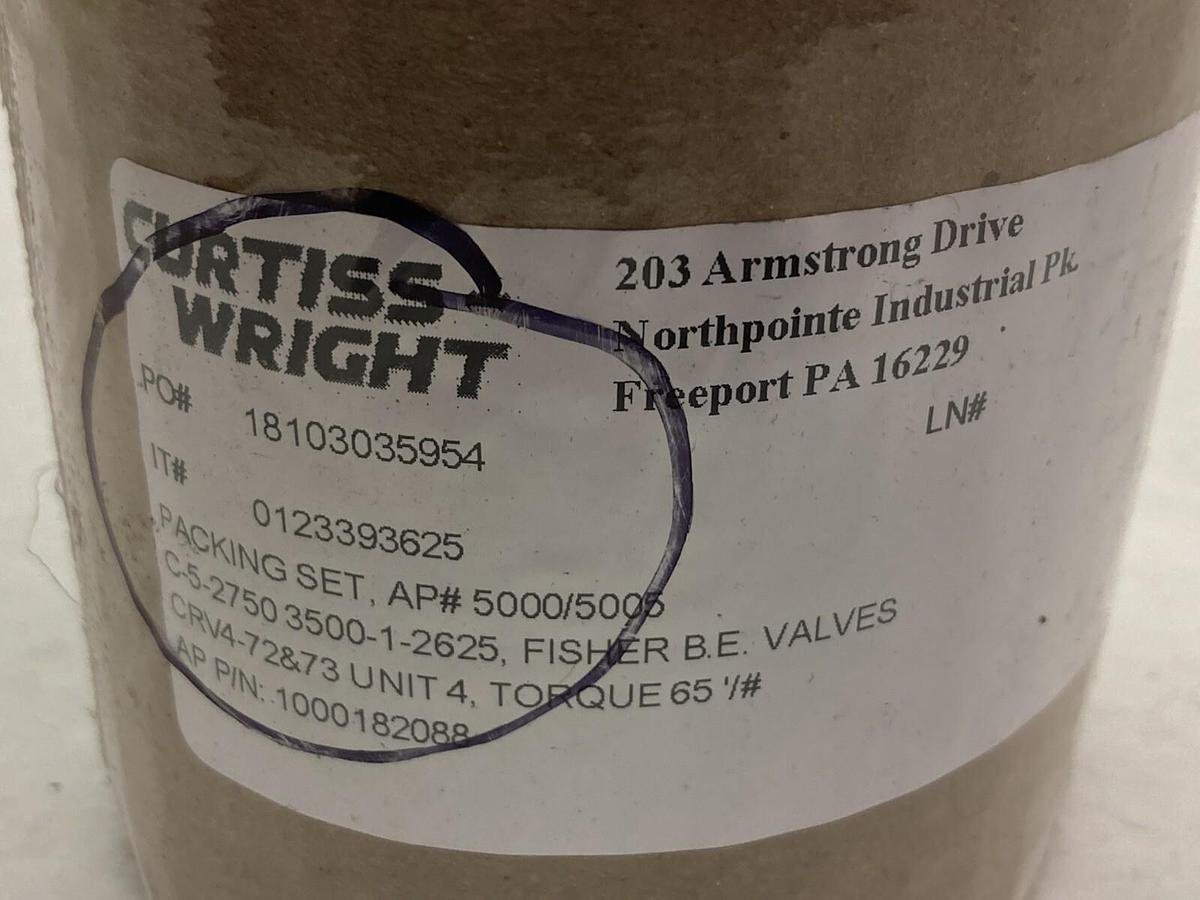 CURTISS
WRIGHT
203 Armstrong Drive
Northpointe Industrial Pk.
Freeport PA 16229
PO#
18103035954
LN#
IT#
0123393625
PACKING SET, AP# 5000/5005
C-5-2750 3500-1-2625, FISHER B.E. VALVES
CRV4-72&73 UNIT 4, TORQUE 65 '/#
AP P/N: 1000182088